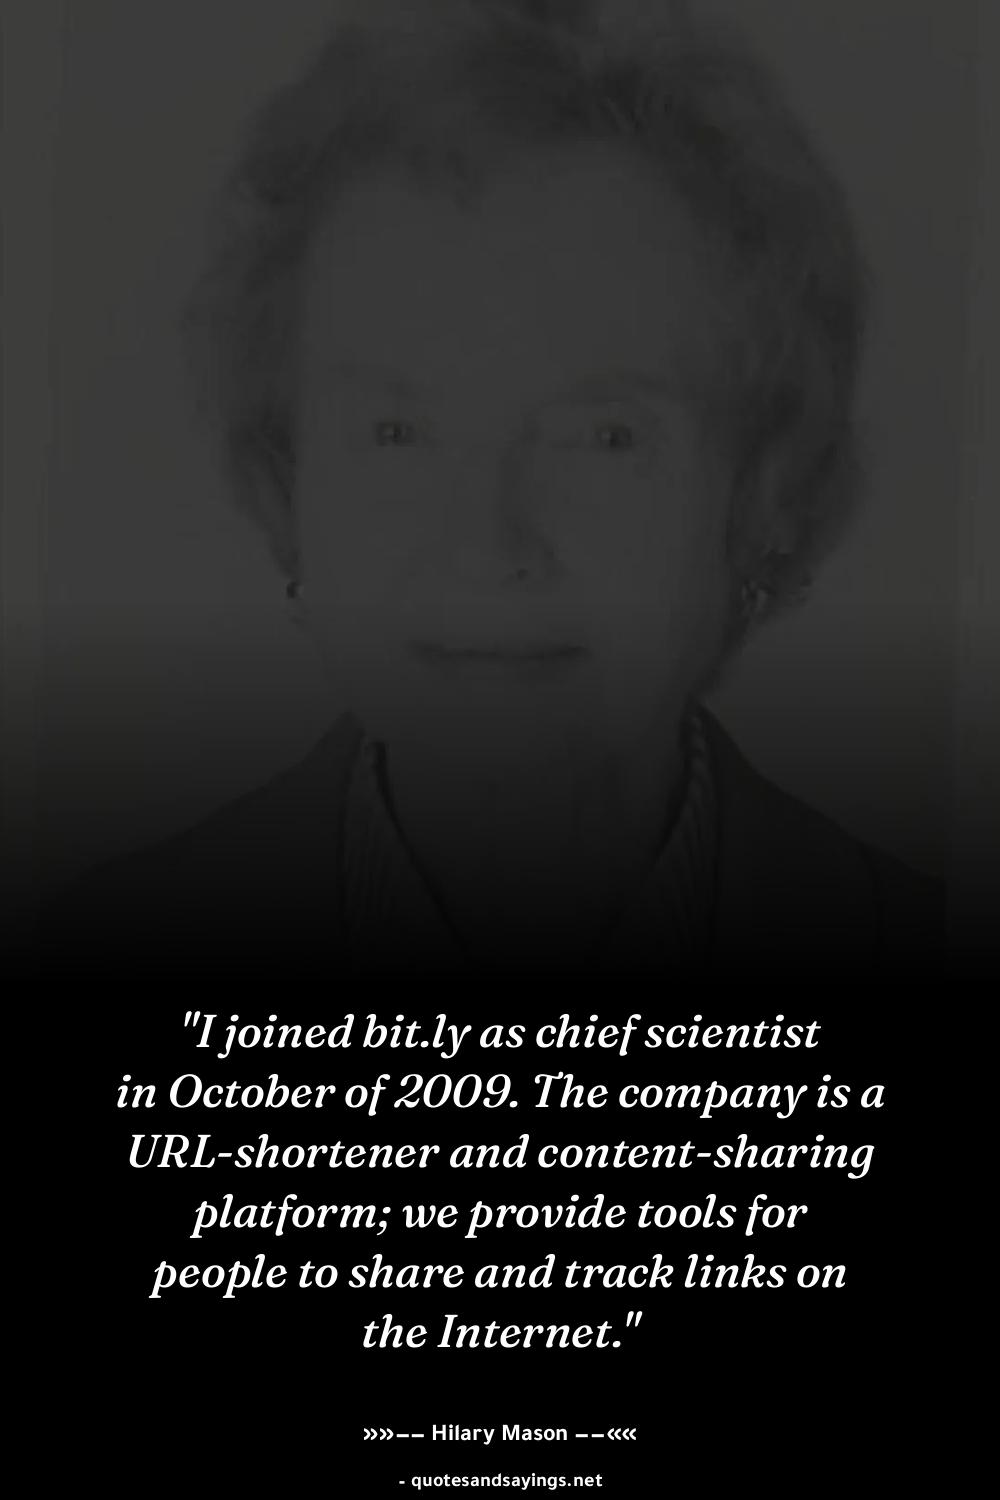 "I joined bit.ly as chief scientist
in October of 2009. The company is a
URL-shortener and content-sharing
platform; we provide tools for
people to share and track links on
the Internet."
»»–– Hilary Mason ––««
- quotesandsayings.net